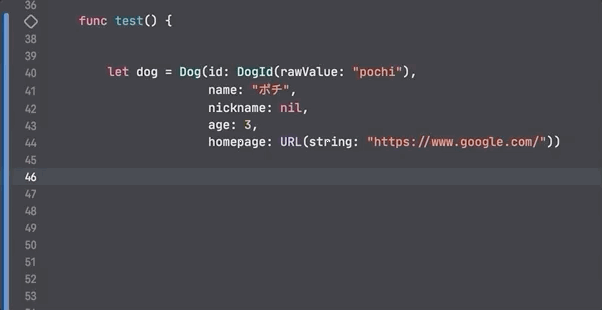 36
func test() {
38
39
40 let dog = Dog(id: DogId(rawValue: "pochi"),
41 name: "ポチ",
42 nickname: nil,
43 age: 3,
44 homepage: URL(string: "https://www.google.com/"))
45
46
47
48
49
50
51
52
53